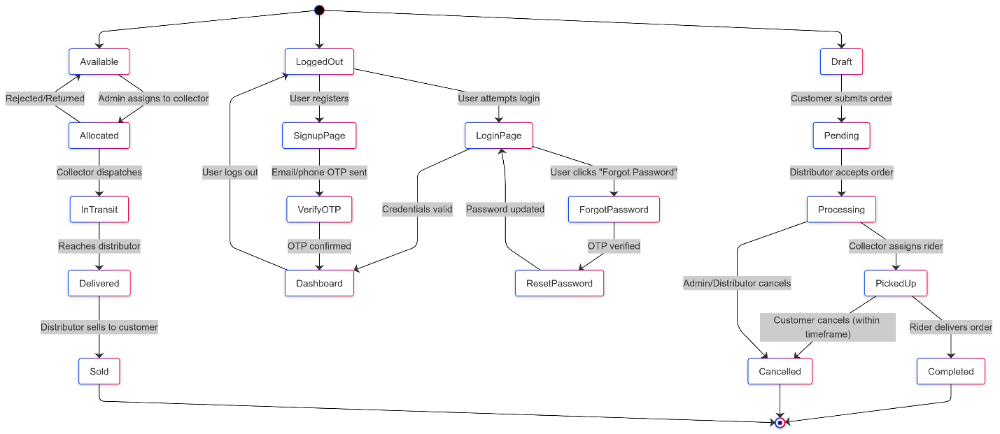 Available
LoggedOut
Draft
Rejected/Returned
Admin assigns to collector
User registers
User attempts login
Customer submits order
Allocated
SignupPage
LoginPage
Pending
Collector dispatches
User logs out
Email/phone OTP sent
User clicks "Forgot Password"
Distributor accepts order
InTransit
VerifyOTP
Credentials valid
Password updated
ForgotPassword
Processing
Reaches distributor
OTP confirmed
OTP verified
Collector assigns rider
Delivered
Dashboard
ResetPassword
Admin/Distributor cancels
PickedUp
Distributor sells to customer
Customer cancels (within
timeframe)
Rider delivers order
Sold
Cancelled
Completed